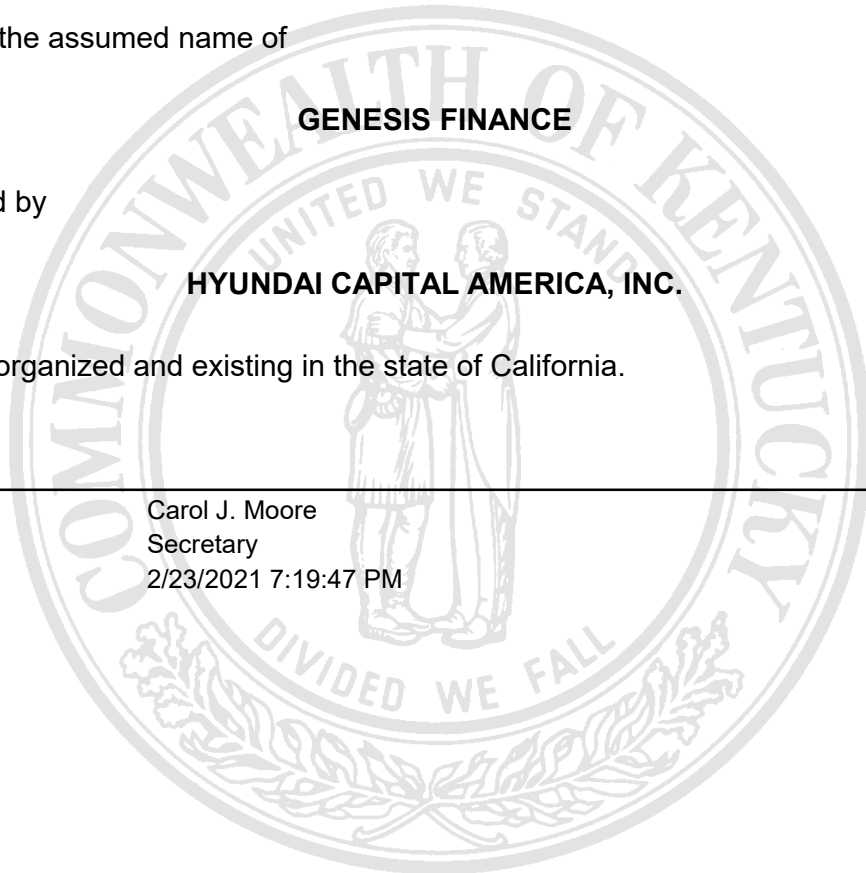 the assumed name of
GENESIS FINANCE
d by
HYUNDAI CAPITAL AMERICA, INC.
organized and existing in the state of California.
Carol J. Moore
Secretary
2/23/2021 7:19:47 PM
COMMONWEALTH OF KENTUCKY
UNITED WE STAND
DIVIDED WE FALL